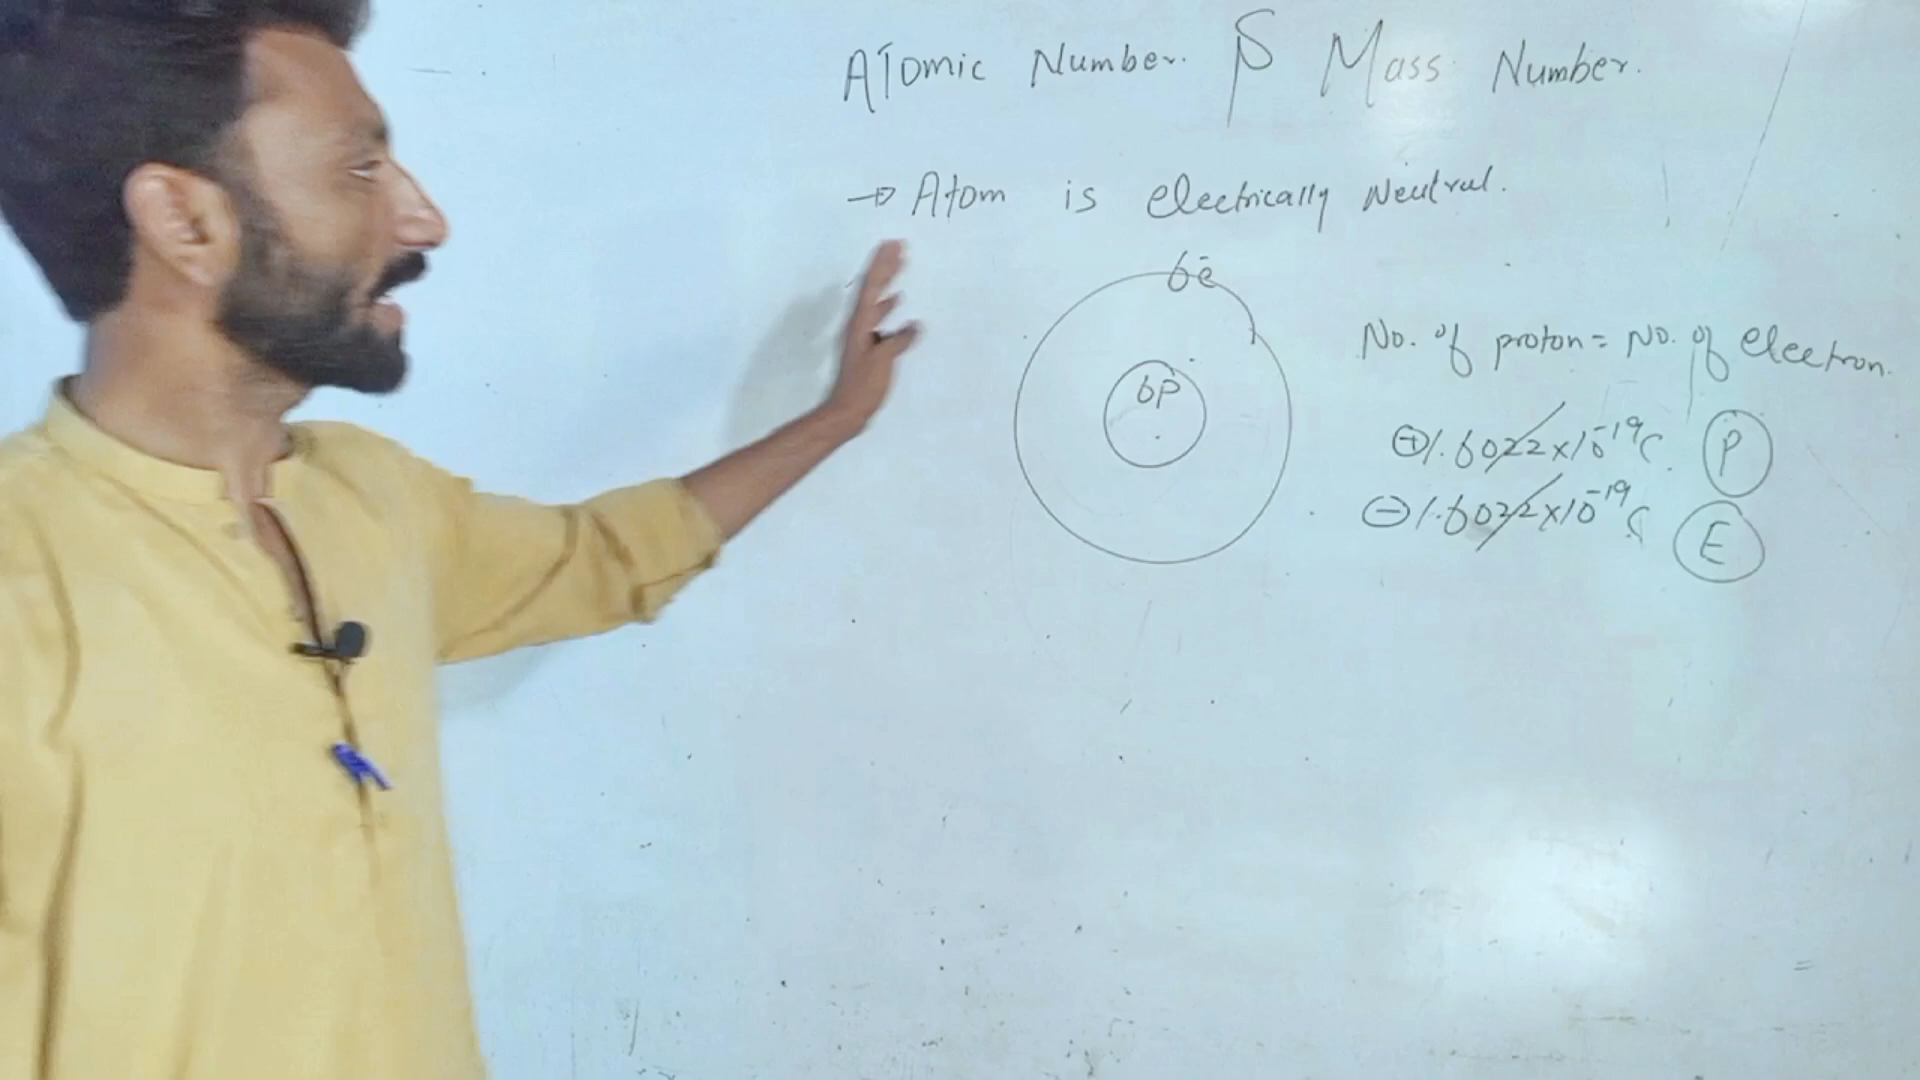 Atomic Number. & Mass Number.
→ Atom is electrically Neutral.
6e⁻
6P
No. of proton = No. of electron.
⊕1.6022×10⁻¹⁹C. P
⊖1.6022×10⁻¹⁹C E